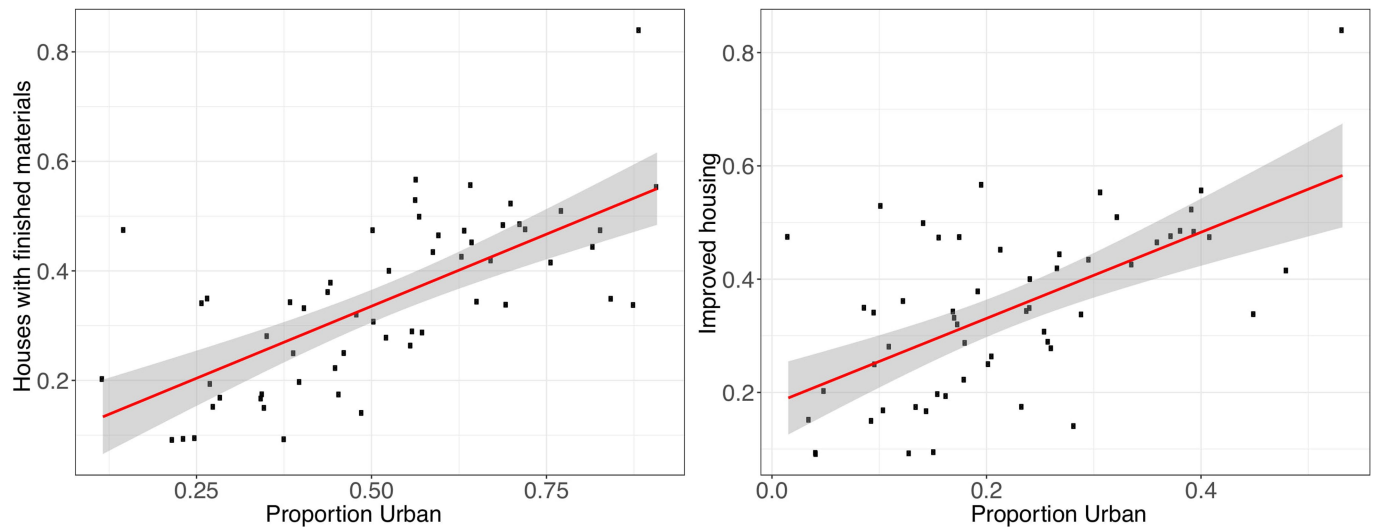 Houses with finished materials
0.8
0.6
0.4
0.2
0.25 0.50 0.75
Proportion Urban
Improved housing
0.8
0.6
0.4
0.2
0.0 0.2 0.4
Proportion Urban